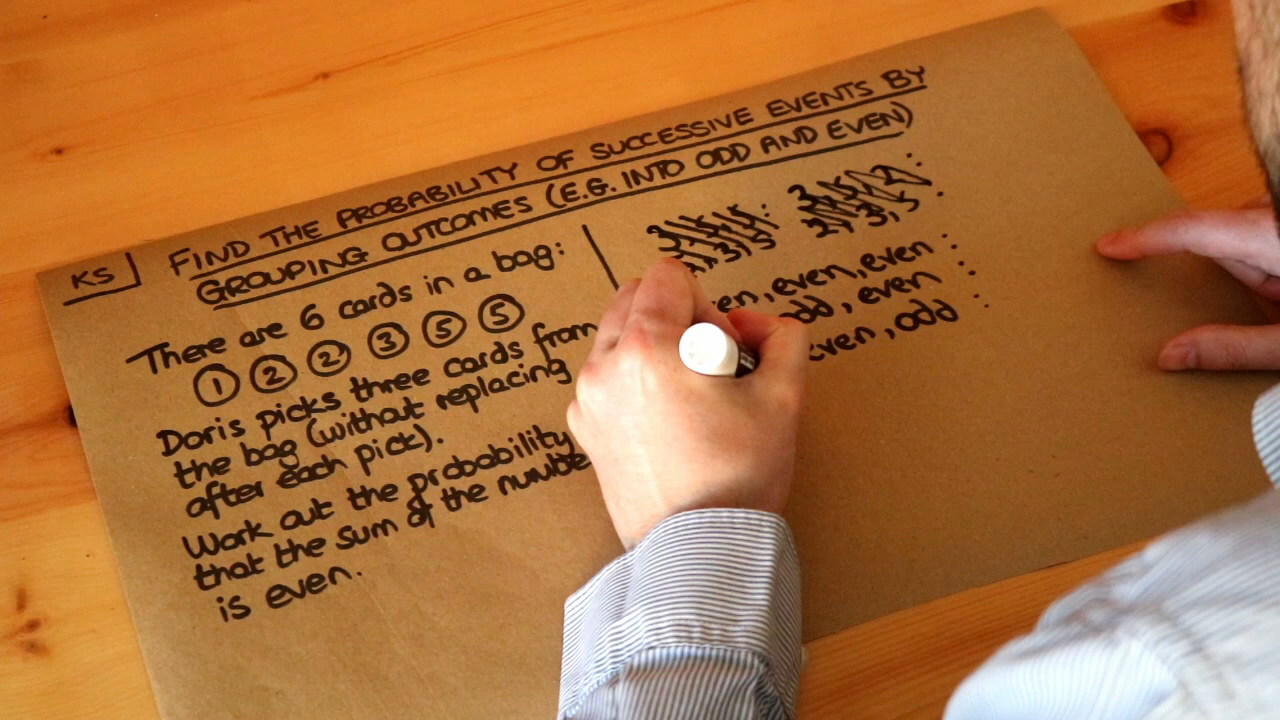 KS
FIND THE PROBABILITY OF SUCCESSIVE EVENTS BY
GROUPING OUTCOMES (E.G. INTO ODD AND EVEN)
There are 6 cards in a bag:
1 2 2 3 5 5
Doris picks three cards from
the bag (without replacing
after each pick).
Work out the probability
that the sum of the numbe
is even.
en, even, even :
odd, even :
even, odd :